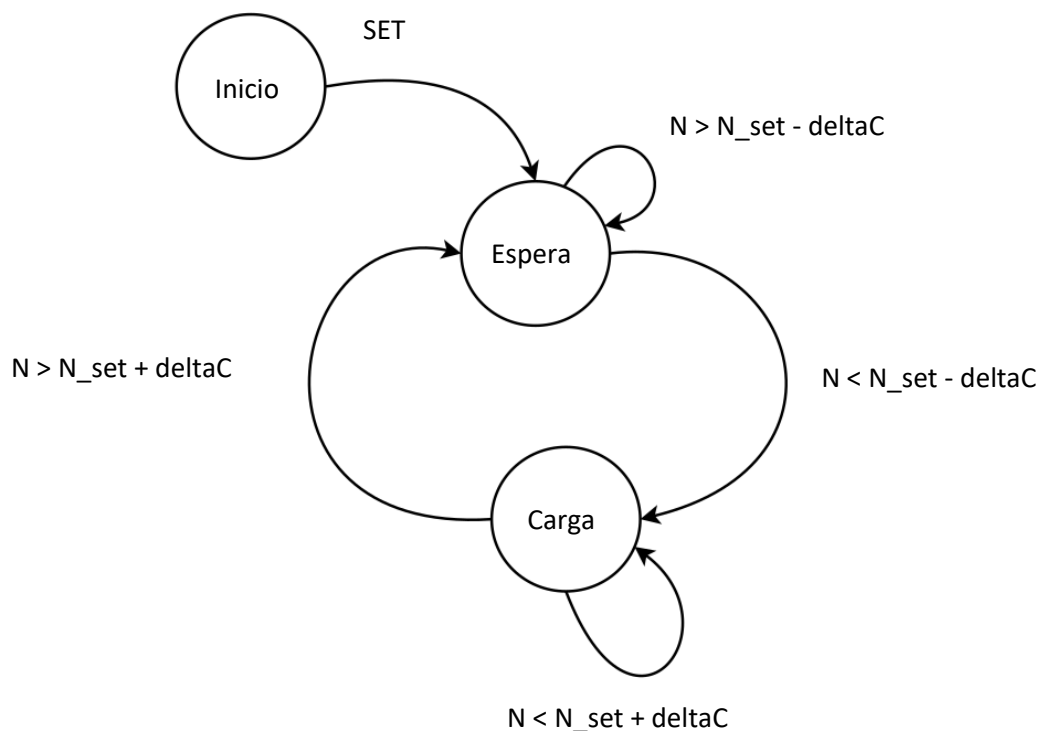 SET
Inicio
N > N_set - deltaC
Espera
N > N_set + deltaC
N < N_set - deltaC
Carga
N < N_set + deltaC